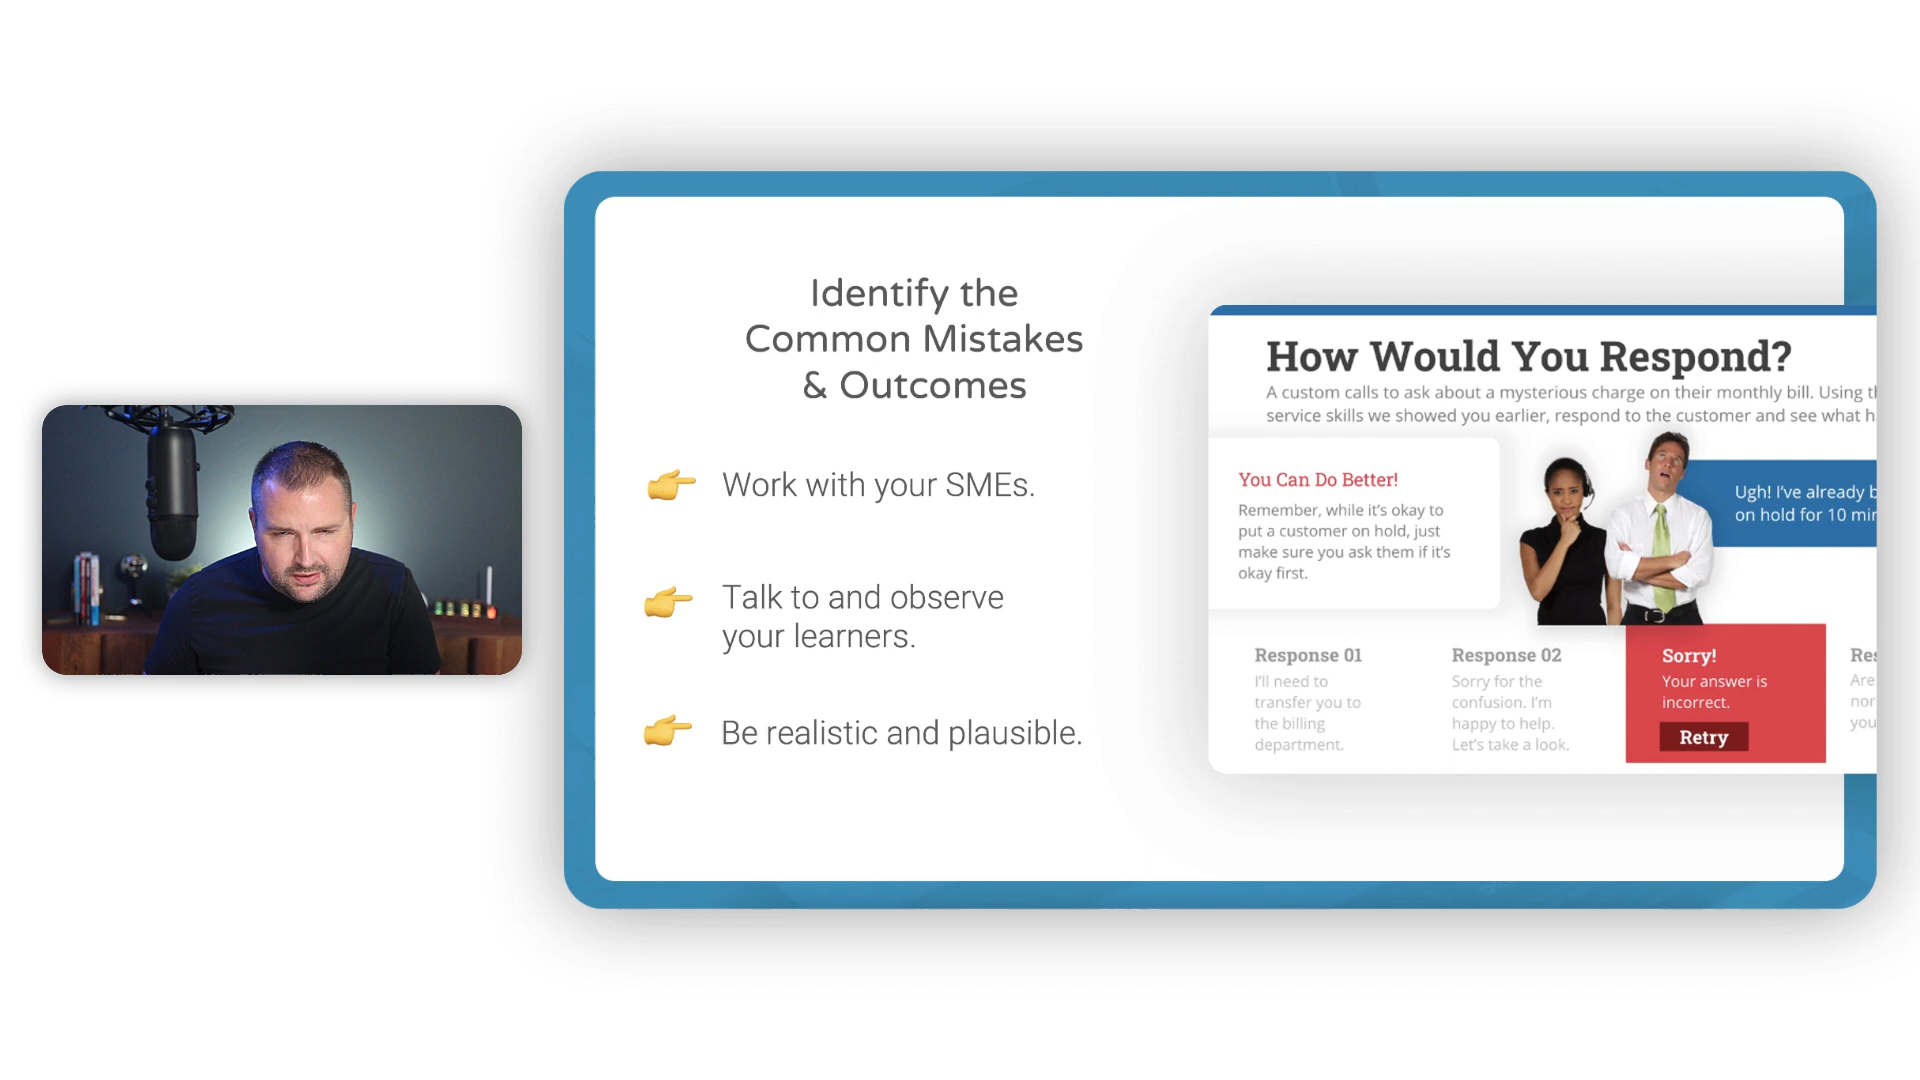 Identify the
Common Mistakes
& Outcomes
Work with your SMEs.
Talk to and observe
your learners.
Be realistic and plausible.
How Would You Respond?
A custom calls to ask about a mysterious charge on their monthly bill. Using
service skills we showed you earlier, respond to the customer and see what
You Can Do Better!
Remember, while it's okay to
put a customer on hold, just
make sure you ask them if it's
okay first.
Ugh! I've already
on hold for 10
Response 01
I'll need to
transfer you to
the billing
department.
Response 02
Sorry for the
confusion. I'm
happy to help.
Let's take a look.
Sorry!
Your answer is
incorrect.
Retry
Are